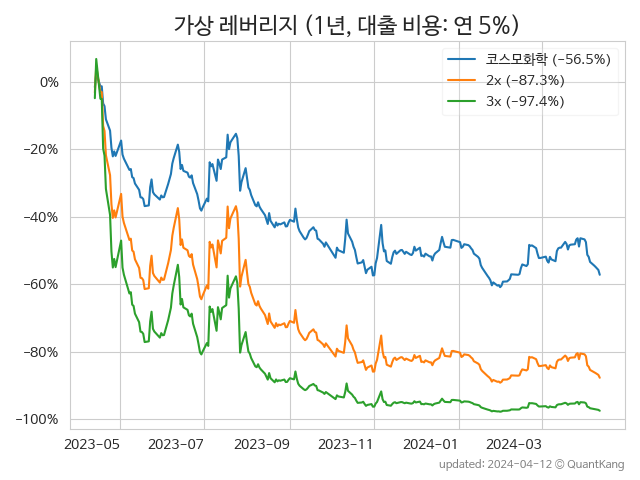 가상 레버리지 (1년, 대출 비용: 연 5%)
코스모화학 (−56.5%)
2x (−87.3%)
3x (−97.4%)
0%
−20%
−40%
−60%
−80%
−100%
2023-05 2023-07 2023-09 2023-11 2024-01 2024-03
updated: 2024-04-12 © QuantKang